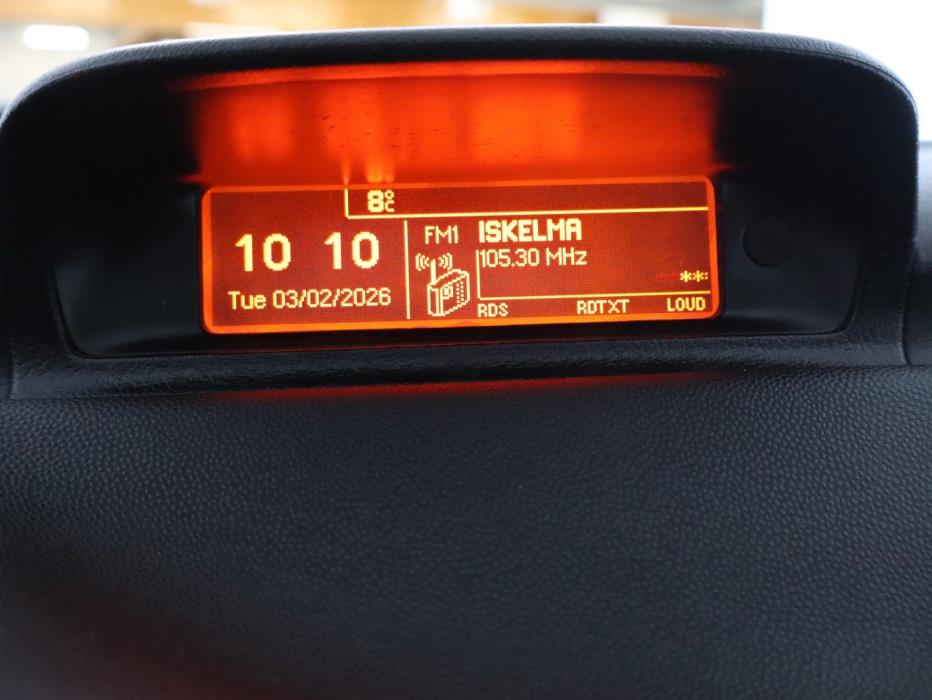 8°C
10 10
Tue 03/02/2026
FM1 ISKELMA
105.30 MHz
RDS RDTXT LOUD